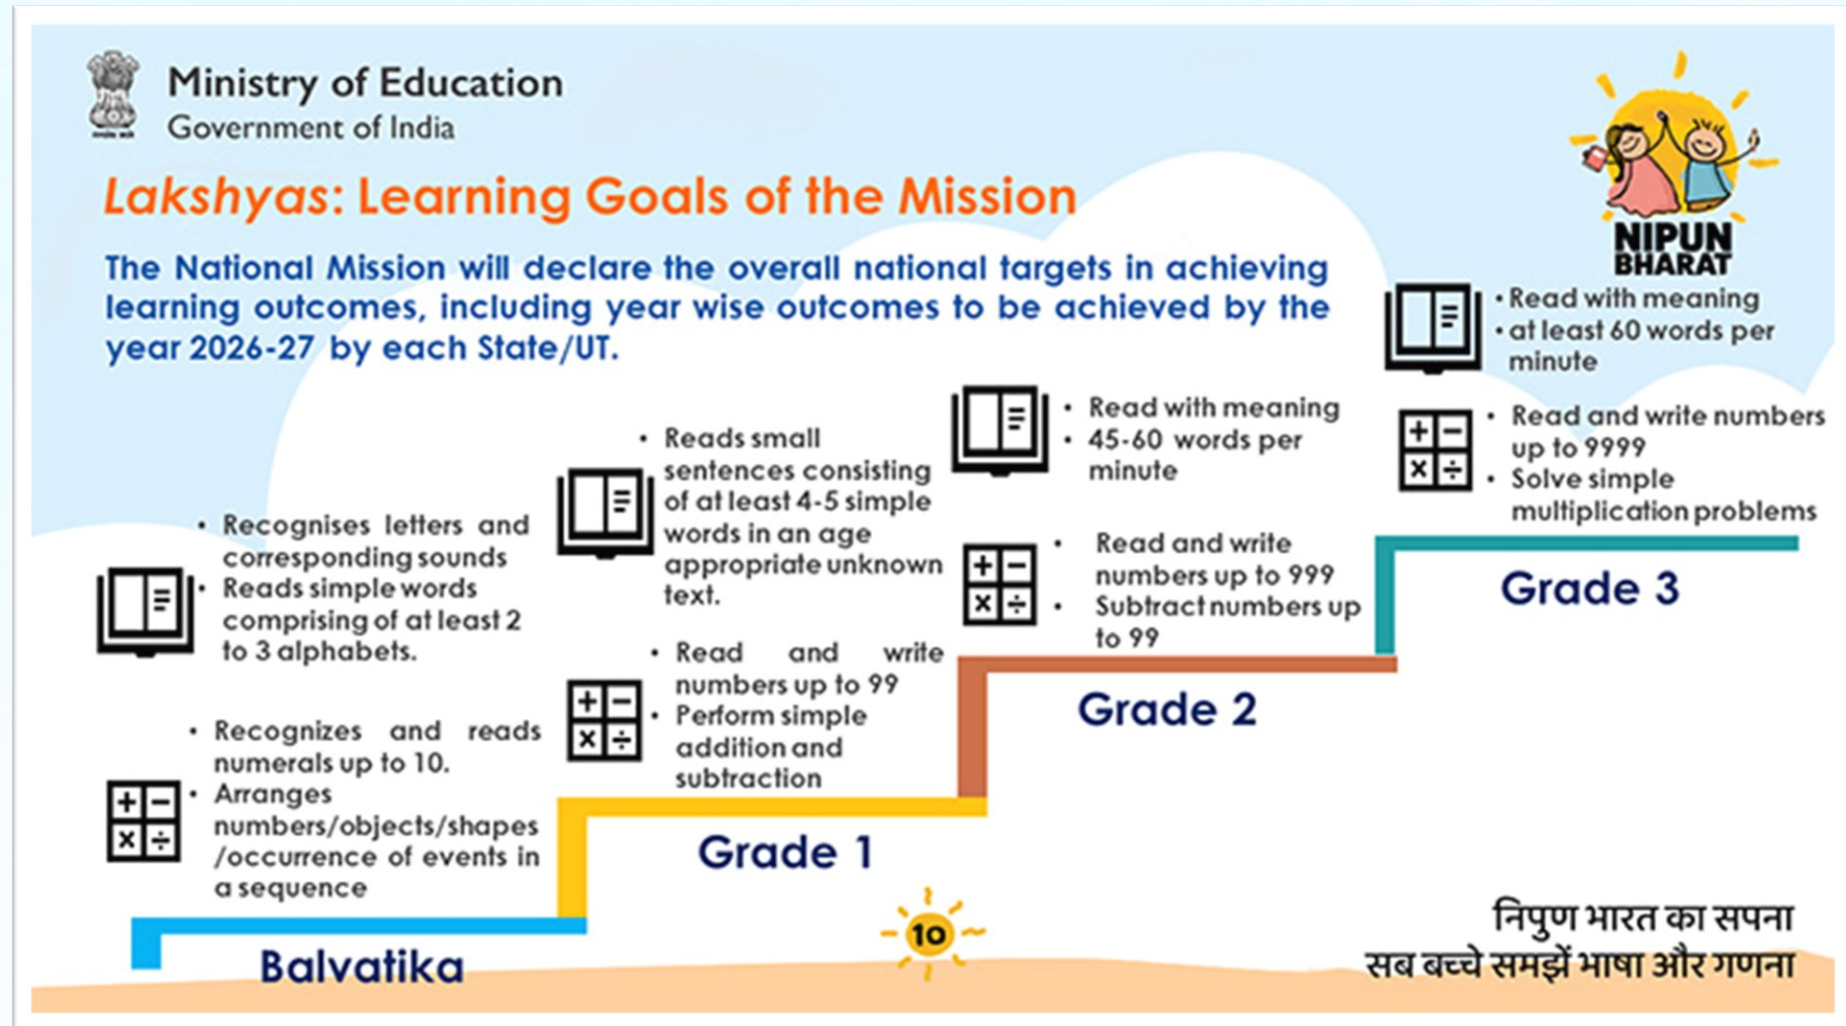 Ministry of Education
Government of India
Lakshyas: Learning Goals of the Mission
The National Mission will declare the overall national targets in achieving
learning outcomes, including year wise outcomes to be achieved by the
year 2026-27 by each State/UT.
NIPUN
BHARAT
• Recognises letters and
corresponding sounds
• Reads simple words
comprising of at least 2
to 3 alphabets.
• Recognizes and reads
numerals up to 10.
• Arranges
numbers/objects/shapes
/occurrence of events in
a sequence
Balvatika
• Reads small
sentences consisting
of at least 4-5 simple
words in an age
appropriate unknown
text.
• Read and write
numbers up to 99
• Perform simple
addition and
subtraction
Grade 1
• Read with meaning
• 45-60 words per
minute
• Read and write
numbers up to 999
• Subtract numbers up
to 99
Grade 2
• Read with meaning
• at least 60 words per
minute
• Read and write numbers
up to 9999
• Solve simple
multiplication problems
Grade 3
10
निपुण भारत का सपना
सब बच्चे समझें भाषा और गणना